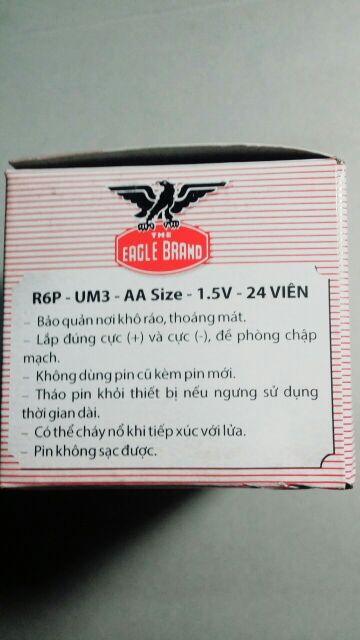 THE
EAGLE BRAND
R6P - UM3 - AA Size - 1.5V - 24 VIÊN
- Bảo quản nơi khô ráo, thoáng mát.
- Lắp đúng cực (+) và cực (-), đề phòng chập
mạch.
- Không dùng pin cũ kèm pin mới.
- Tháo pin khỏi thiết bị nếu ngưng sử dụng
thời gian dài.
- Có thể cháy nổ khi tiếp xúc với lửa.
- Pin không sạc được.